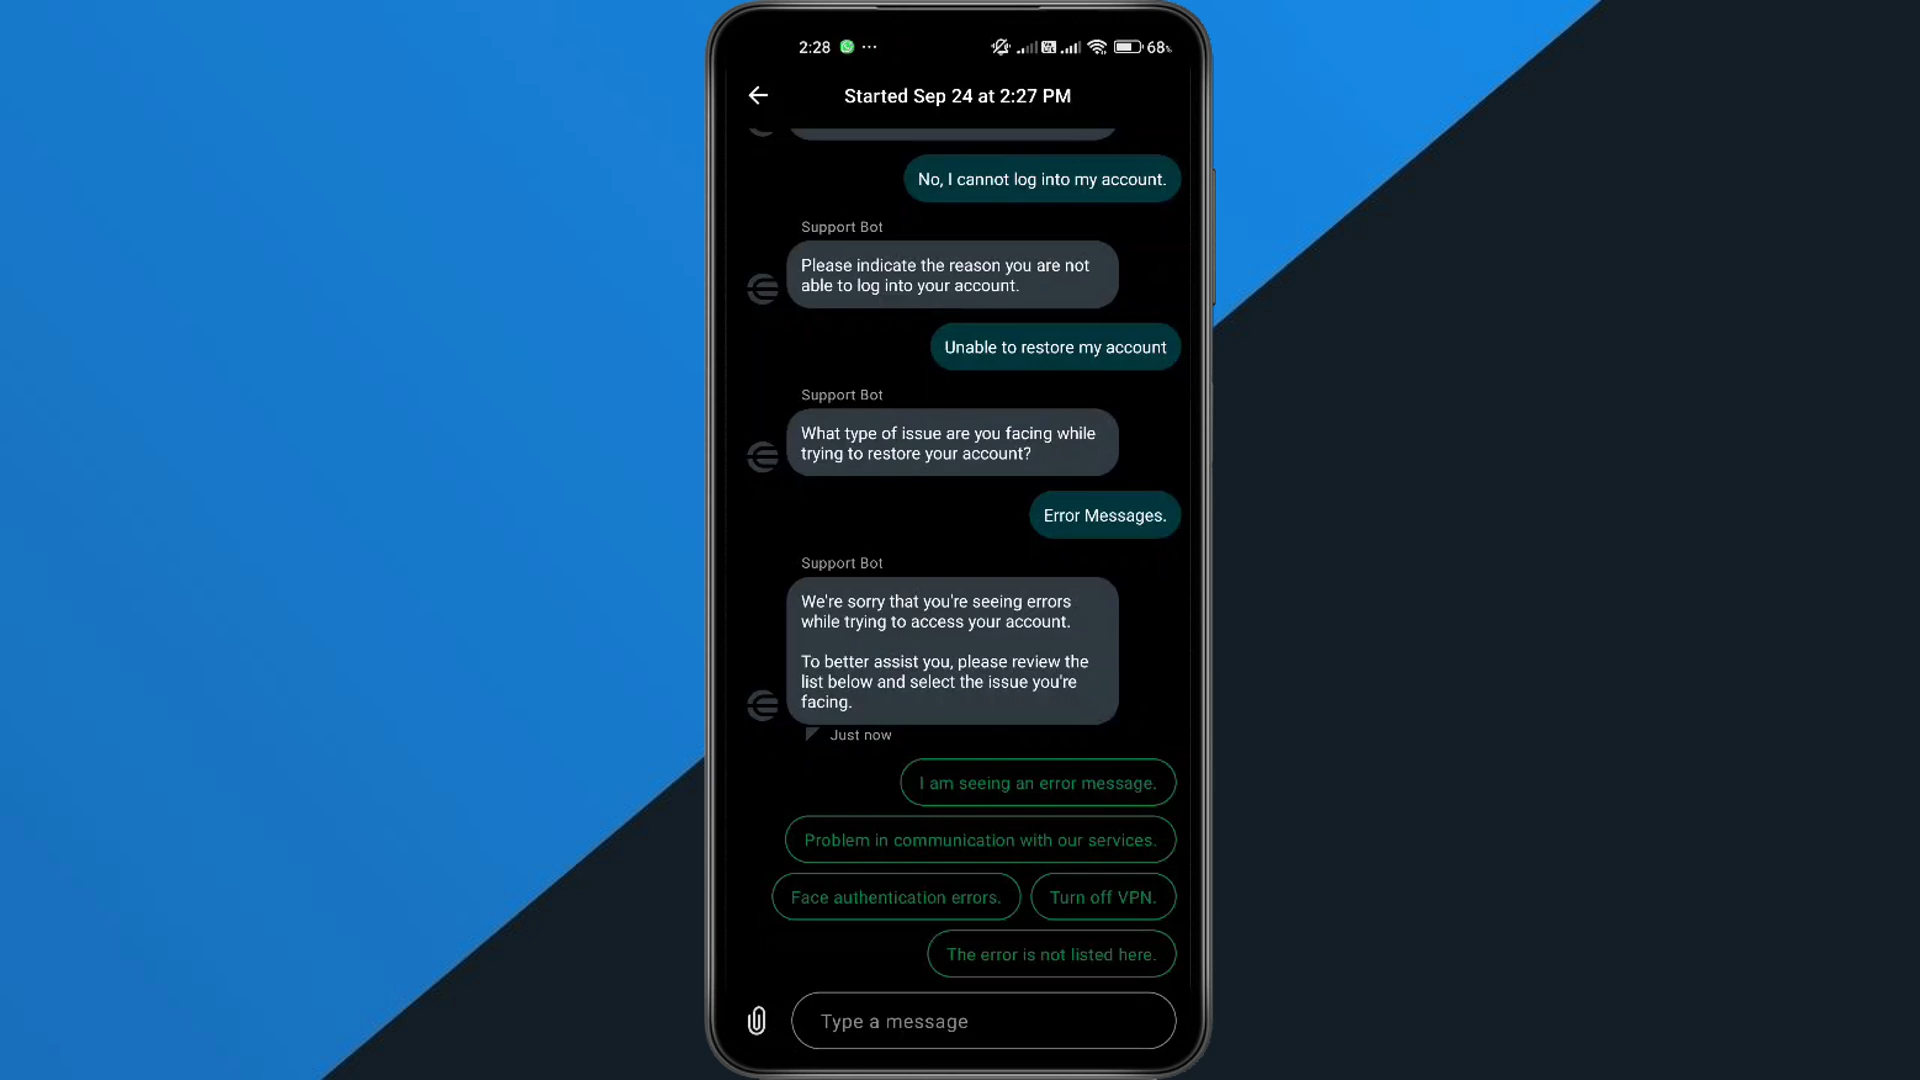 2:28
68%
Started Sep 24 at 2:27 PM
No, I cannot log into my account.
Support Bot
Please indicate the reason you are not
able to log into your account.
Unable to restore my account
Support Bot
What type of issue are you facing while
trying to restore your account?
Error Messages.
Support Bot
We're sorry that you're seeing errors
while trying to access your account.
To better assist you, please review the
list below and select the issue you're
facing.
Just now
I am seeing an error message.
Problem in communication with our services.
Face authentication errors.
Turn off VPN.
The error is not listed here.
Type a message